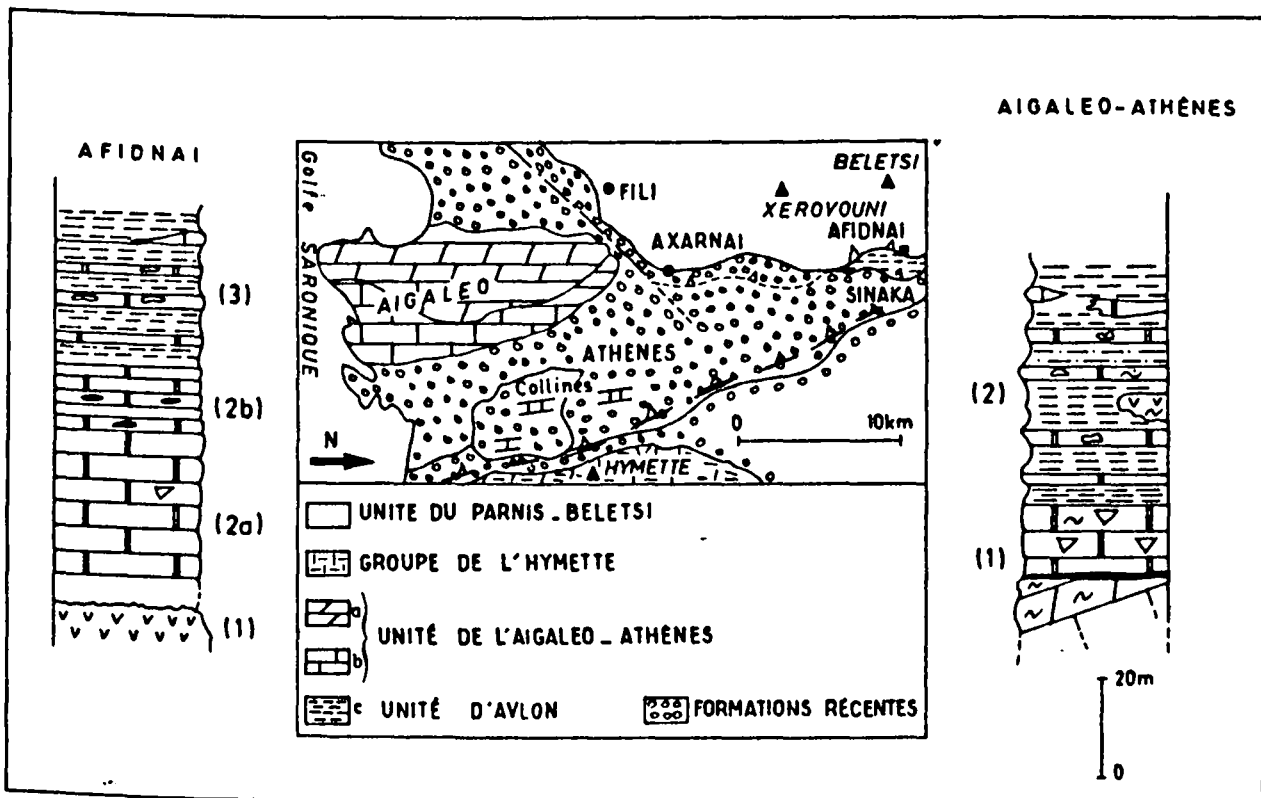 AFIDNAI
(3)
(2b)
(2a)
(1)
Golfe SARONIQUE
FILI
BELETSI
XEROVOUNI
AFIDNAI
AXARNAI
AIGALEO
SINAKA
ATHÈNES
Collines
0 10km
N
HYMETTE
UNITE DU PARNIS_BELETSI
GROUPE DE L'HYMETTE
a
UNITÉ DE L'AIGALEO_ATHÈNES
b
c UNITÉ D'AVLON
FORMATIONS RÉCENTES
AIGALEO-ATHÈNES
(2)
(1)
20m
0